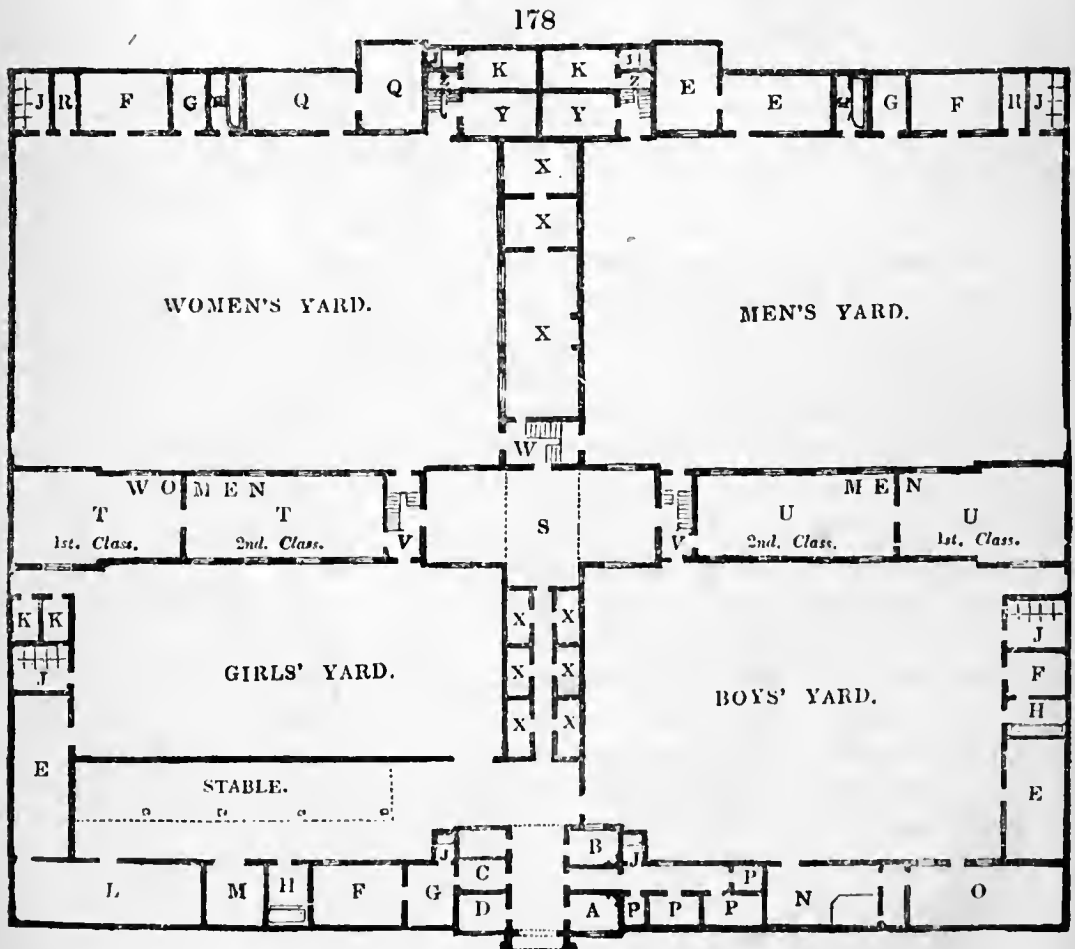 178
J K K J
J R F G Q Q Z Z E E G F R J
Y Y
X
X
WOMEN'S YARD. MEN'S YARD.
X
W
WOMEN MEN
T T S U U
1st. Class. 2nd. Class. V V 2nd. Class. 1st. Class.
K K X X J
J GIRLS' YARD. X X F
BOYS' YARD. H
X X
E E
STABLE.
J B J
C P
L M H F G N O
D A P P P